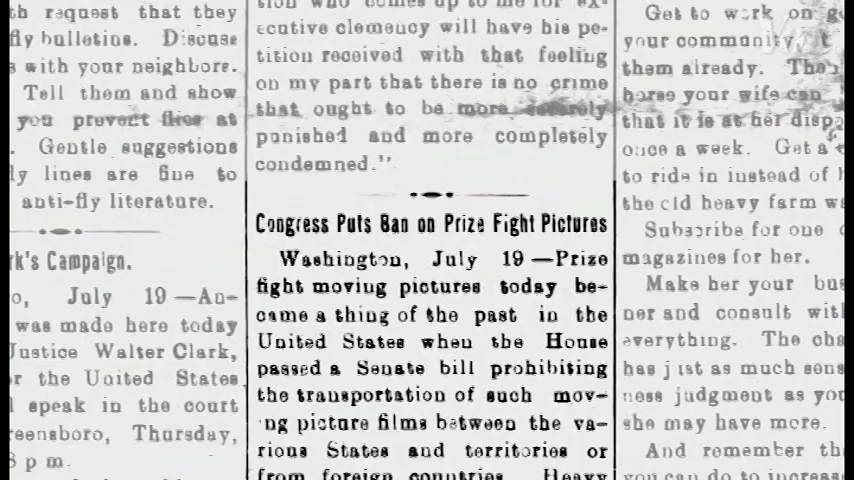 h request that they
fly bulletins. Discuss
s with your neighbors.
Tell them and show
you prevent flies at
. Gentle suggestions
ly lines are fine to
anti-fly literature.
rk's Campaign.
o, July 19 —An-
was made here today
Justice Walter Clark,
r the United States
l speak in the court
reensboro, Thursday,
8 p m.
tion who comes up to me for ex-
ecutive clemency will have his pe-
tition received with that feeling
on my part that there is no crime
that ought to be more severely
punished and more completely
condemned."
Congress Puts Ban on Prize Fight Pictures
Washington, July 19 —Prize
fight moving pictures today be-
came a thing of the past in the
United States when the House
passed a Senate bill prohibiting
the transportation of such mov-
ng picture films between the va-
rious States and territories or
from foreign countries. Heavy
Get to work on
your community,
them already. The
horse your wife can
that it is at her disp
once a week. Get a
to ride in instead of
the old heavy farm w
Subscribe for one
magazines for her.
Make her your bus
ner and consult wit
everything. The cha
has just as much sens
ness judgment as you
she may have more.
And remember th
you can do to increase